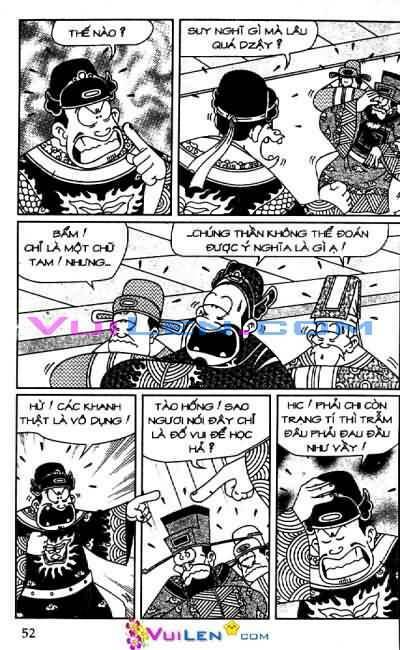 THẾ NÀO?
SUY NGHĨ GÌ MÀ LÂU
QUÁ DZẬY?
BẨM!
CHỈ LÀ MỘT CHỮ
TAM! NHƯNG...
...CHÚNG THẦN KHÔNG THỂ ĐOÁN
ĐƯỢC Ý NGHĨA LÀ GÌ Ạ!
VUILEN.COM
HỪ! CÁC KHANH
THẬT LÀ VÔ DỤNG!
TÀO HỐNG! SAO
NGƯƠI NÓI ĐÂY CHỈ
LÀ ĐỐ VUI ĐỂ HỌC
HẢ?
HIC! PHẢI CHI CÒN
TRẠNG TÍ THÌ TRẪM
ĐÂU PHẢI ĐAU ĐẦU
NHƯ VẦY!
52
VUILEN.COM